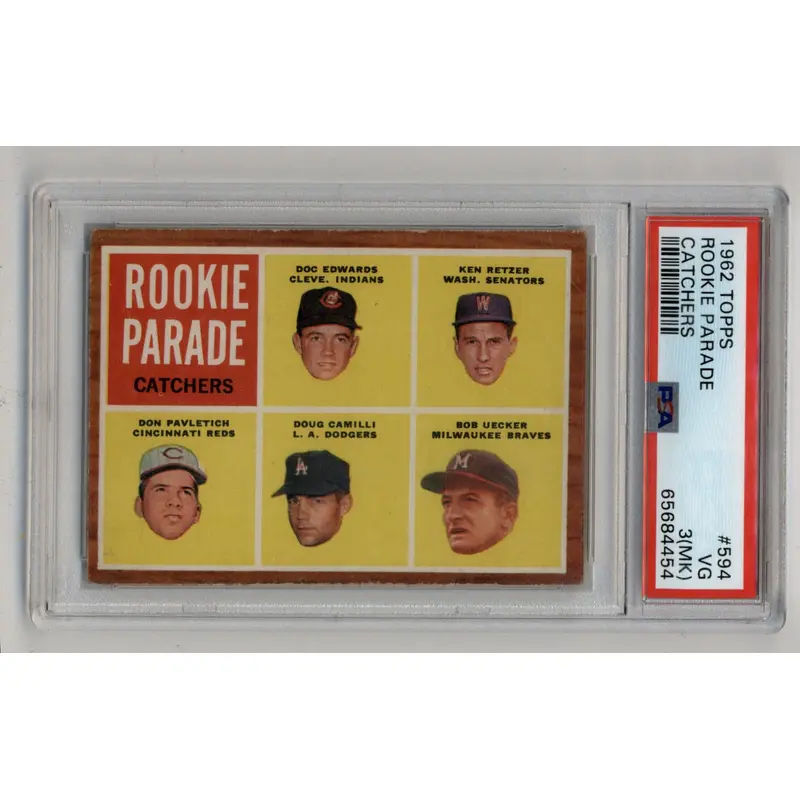 ROOKIE
PARADE
CATCHERS
DOC EDWARDS
CLEVE. INDIANS
KEN RETZER
WASH. SENATORS
W
DON PAVLETICH
CINCINNATI REDS
C
DOUG CAMILLI
L. A. DODGERS
LA
BOB UECKER
MILWAUKEE BRAVES
M
1962 TOPPS
ROOKIE PARADE
CATCHERS
PSA
#594
VG
3(MK)
65684454